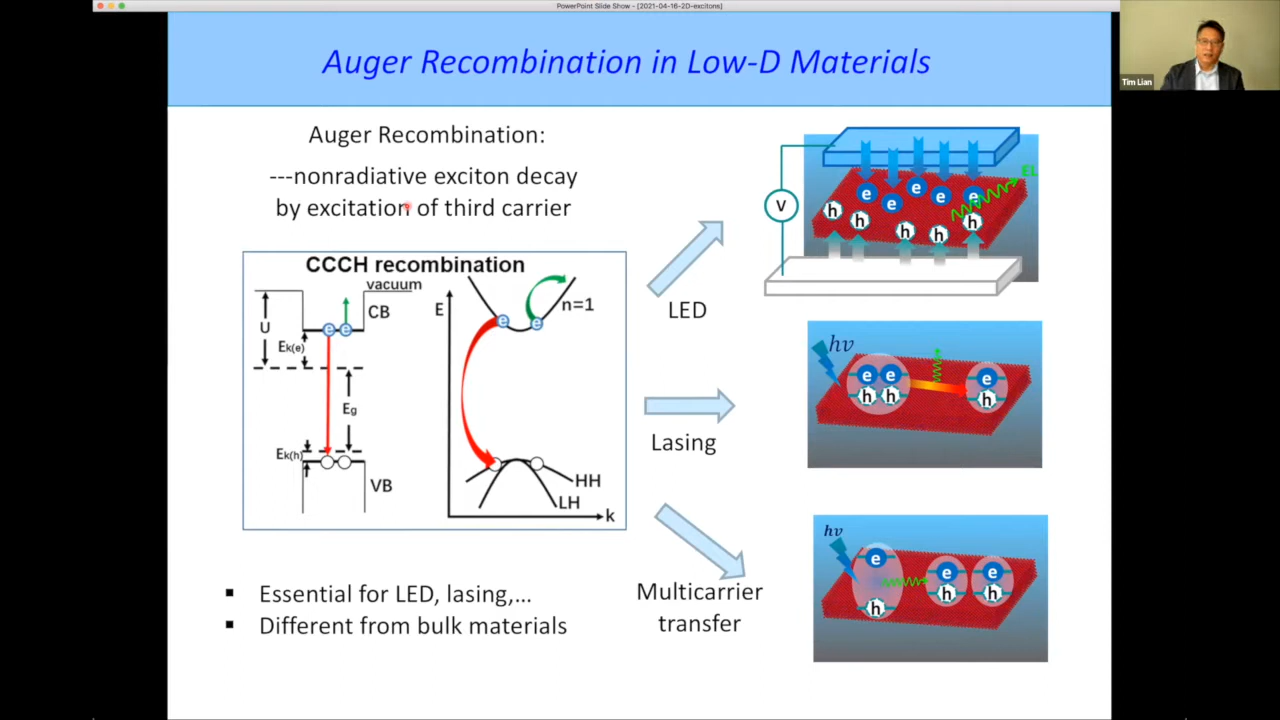 PowerPoint Slide Show - [2021-04-16-2D-excitons]
Auger Recombination in Low-D Materials
Tim Lian
Auger Recombination:
---nonradiative exciton decay
by excitation of third carrier
CCCH recombination
vacuum
CB
U
Ek(e)
e e
Eg
Ek(h)
VB
E
n=1
e e
HH
LH
k
V
EL
e e e e e
h h h h h
LED
hν
e e e
h h h
Lasing
hν
e e e
h h h
Multicarrier
transfer
▪ Essential for LED, lasing,...
▪ Different from bulk materials